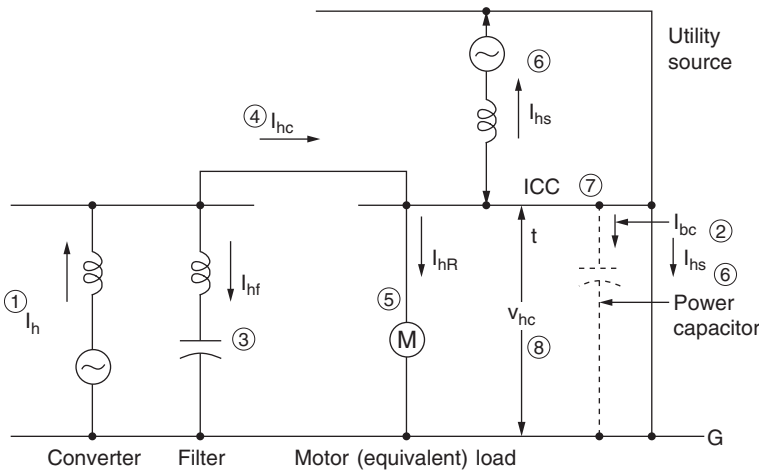 Utility
source
⑥
I_hs
④ I_hc
ICC ⑦
I_bc ②
t
I_hR
I_hs
⑥
① I_h
I_hf
③
⑤
M
v_hc
⑧
Power
capacitor
G
Converter Filter Motor (equivalent) load